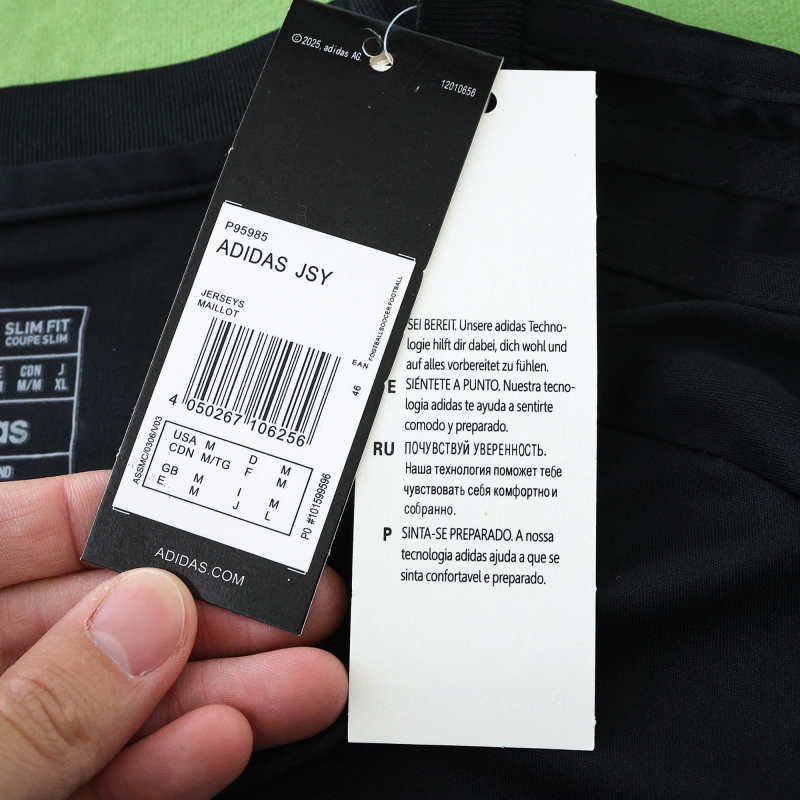 ©2025, adidas AG.
12010658
P95985
ADIDAS JSY
JERSEYS
MAILLOT
FOOTBALL/SOCCER/FOOTBALL
EAN
46
4 050267 106256
ASSMC/0306/V03
USA M D M
CDN M/TG F M
GB M I M
E M J L
PO #101599596
ADIDAS.COM
SEI BEREIT. Unsere adidas Techno-
logie hilft dir dabei, dich wohl und
auf alles vorbereitet zu fühlen.
E SIÉNTETE A PUNTO. Nuestra tecno-
logia adidas te ayuda a sentirte
comodo y preparado.
RU ПОЧУВСТВУЙ УВЕРЕННОСТЬ.
Наша технология поможет тебе
чувствовать себя комфортно и
собранно.
P SINTA-SE PREPARADO. A nossa
tecnologia adidas ajuda a que se
sinta confortavel e preparado.
SLIM FIT
COUPE SLIM
CDN J
M/M XL